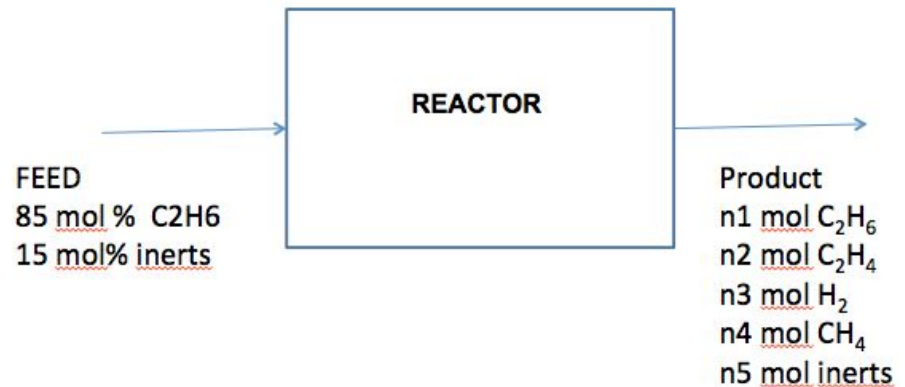 REACTOR
FEED
85 mol % C2H6
15 mol% inerts
Product
n1 mol C₂H₆
n2 mol C₂H₄
n3 mol H₂
n4 mol CH₄
n5 mol inerts